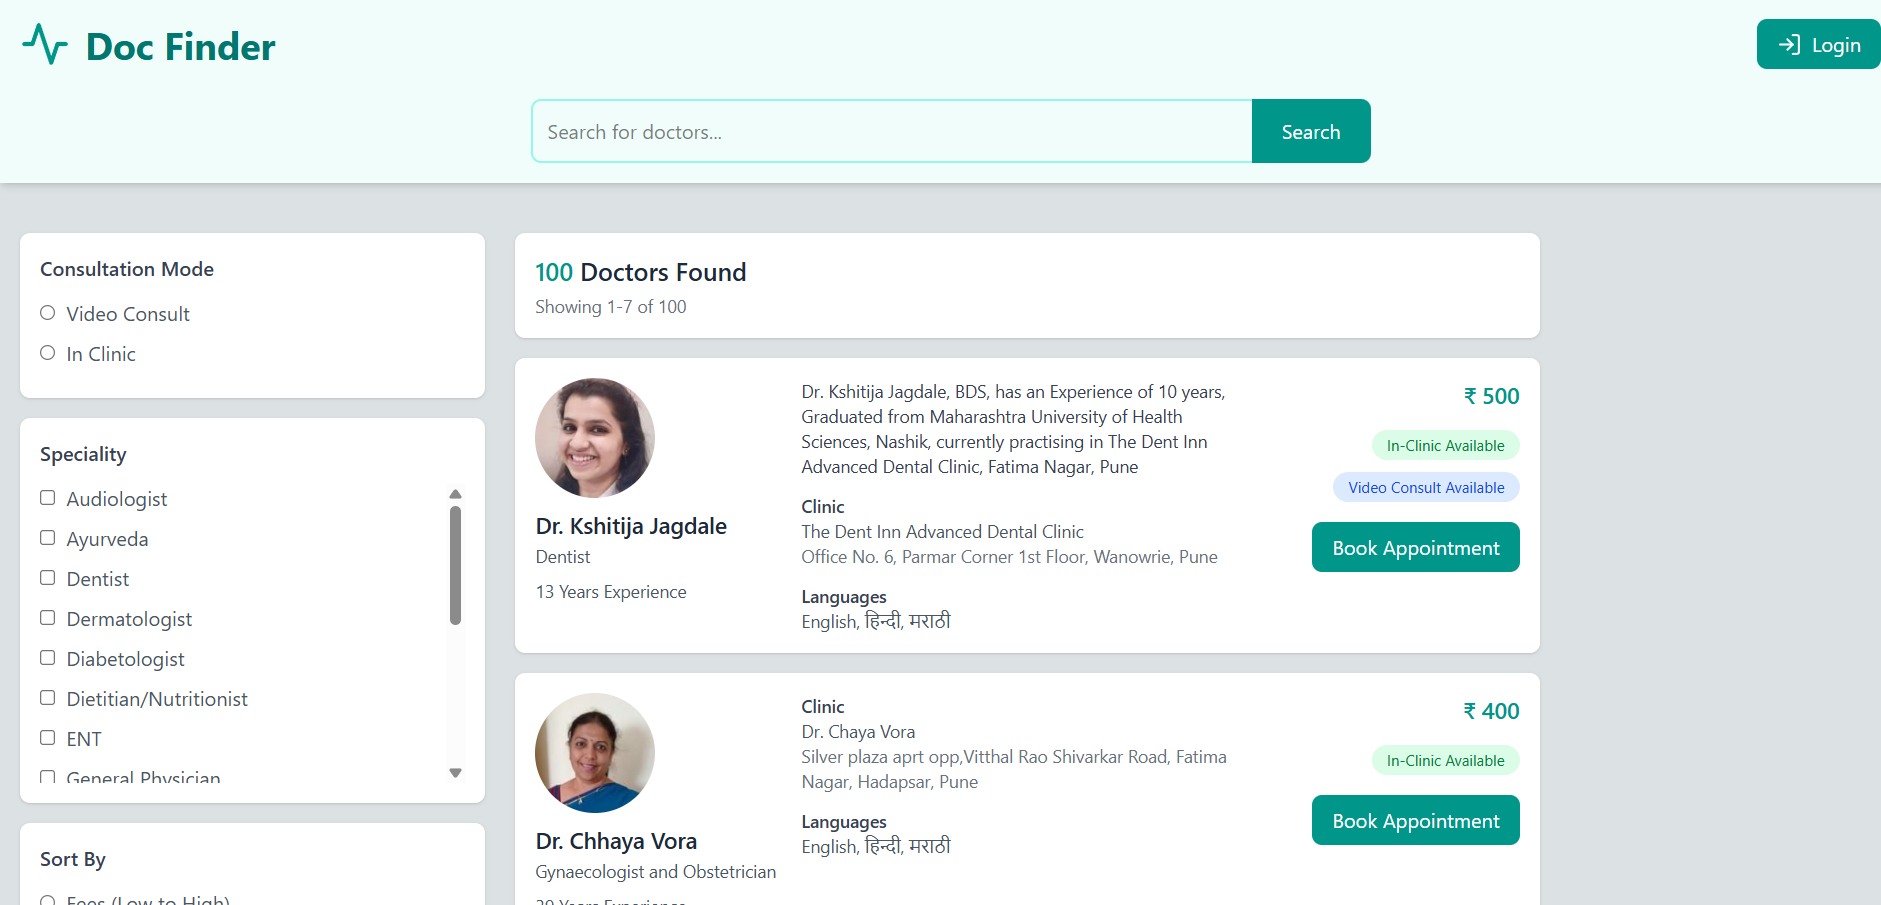 Doc Finder
Login
Search for doctors...
Search
Consultation Mode
Video Consult
In Clinic
Speciality
Audiologist
Ayurveda
Dentist
Dermatologist
Diabetologist
Dietitian/Nutritionist
ENT
General Physician
Sort By
Fees (Low to High)
100 Doctors Found
Showing 1-7 of 100
Dr. Kshitija Jagdale
Dentist
13 Years Experience
Dr. Kshitija Jagdale, BDS, has an Experience of 10 years,
Graduated from Maharashtra University of Health
Sciences, Nashik, currently practising in The Dent Inn
Advanced Dental Clinic, Fatima Nagar, Pune
Clinic
The Dent Inn Advanced Dental Clinic
Office No. 6, Parmar Corner 1st Floor, Wanowrie, Pune
Languages
English, हिन्दी, मराठी
₹ 500
In-Clinic Available
Video Consult Available
Book Appointment
Dr. Chhaya Vora
Gynaecologist and Obstetrician
Years Experience
Clinic
Dr. Chaya Vora
Silver plaza aprt opp,Vitthal Rao Shivarkar Road, Fatima
Nagar, Hadapsar, Pune
Languages
English, हिन्दी, मराठी
₹ 400
In-Clinic Available
Book Appointment